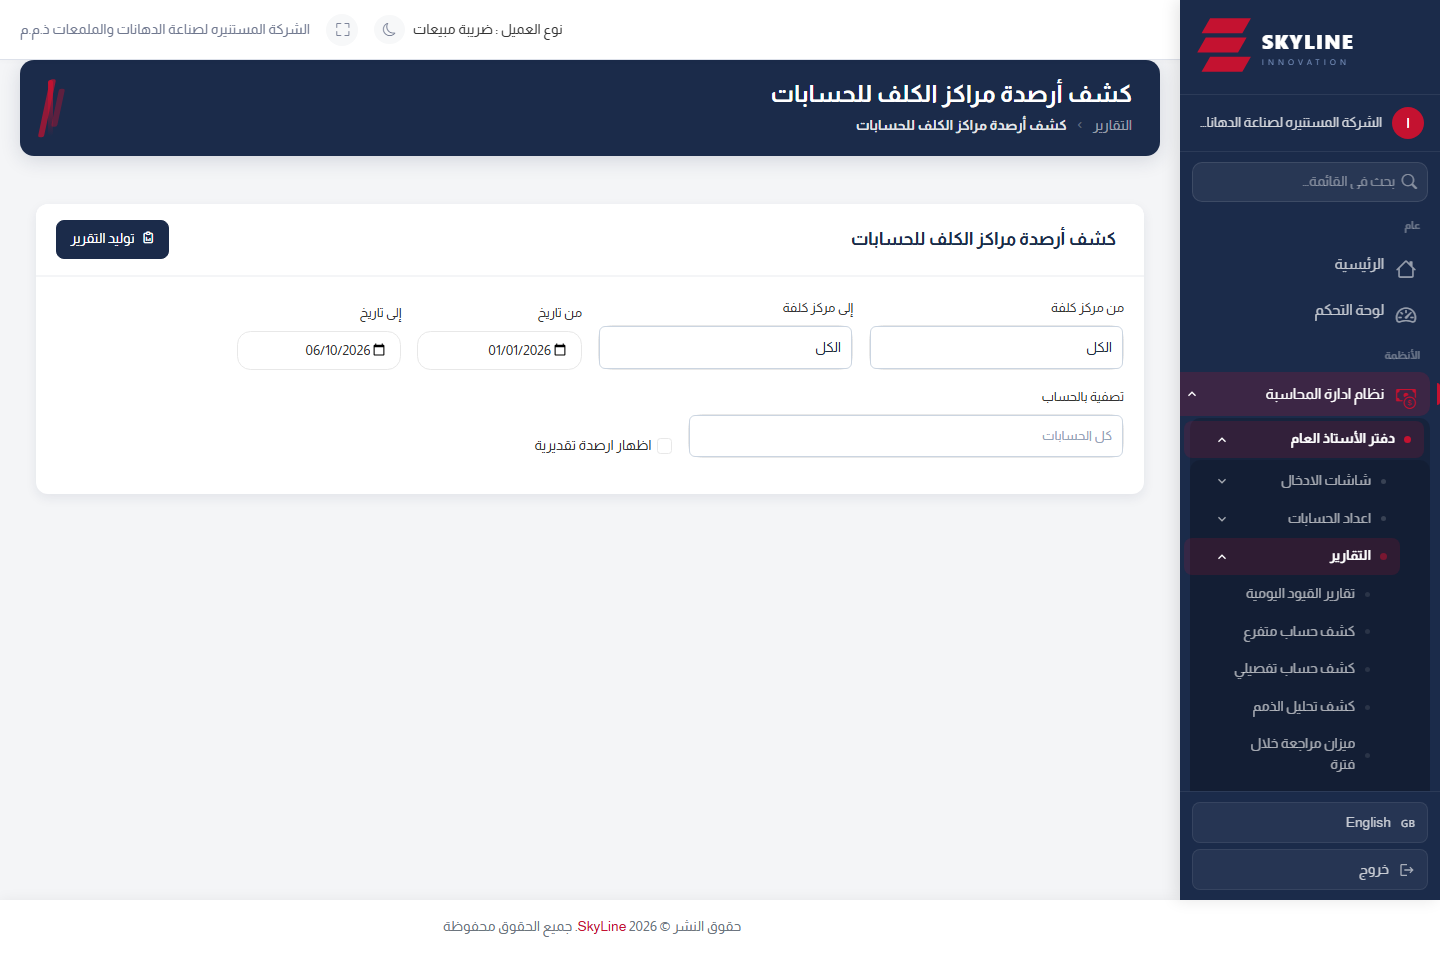 SKYLINE
INNOVATION
ا
الشركة المستنيره لصناعة الدهانا...
بحث في القائمة...
عام
الرئيسية
لوحة التحكم
الأنظمة
نظام ادارة المحاسبة
دفتر الأستاذ العام
شاشات الادخال
اعداد الحسابات
التقارير
تقارير القيود اليومية
كشف حساب متفرع
كشف حساب تفصيلي
كشف تحليل الذمم
ميزان مراجعة خلال
فترة
GB English
خروج
نوع العميل : ضريبة مبيعات
الشركة المستنيره لصناعة الدهانات والملمعات ذ.م.م
كشف أرصدة مراكز الكلف للحسابات
التقارير › كشف أرصدة مراكز الكلف للحسابات
كشف أرصدة مراكز الكلف للحسابات
توليد التقرير
من مركز كلفة
الكل
إلى مركز كلفة
الكل
من تاريخ
01/01/2026
إلى تاريخ
06/10/2026
تصفية بالحساب
كل الحسابات
اظهار ارصدة تقديرية
حقوق النشر © 2026 SkyLine. جميع الحقوق محفوظة